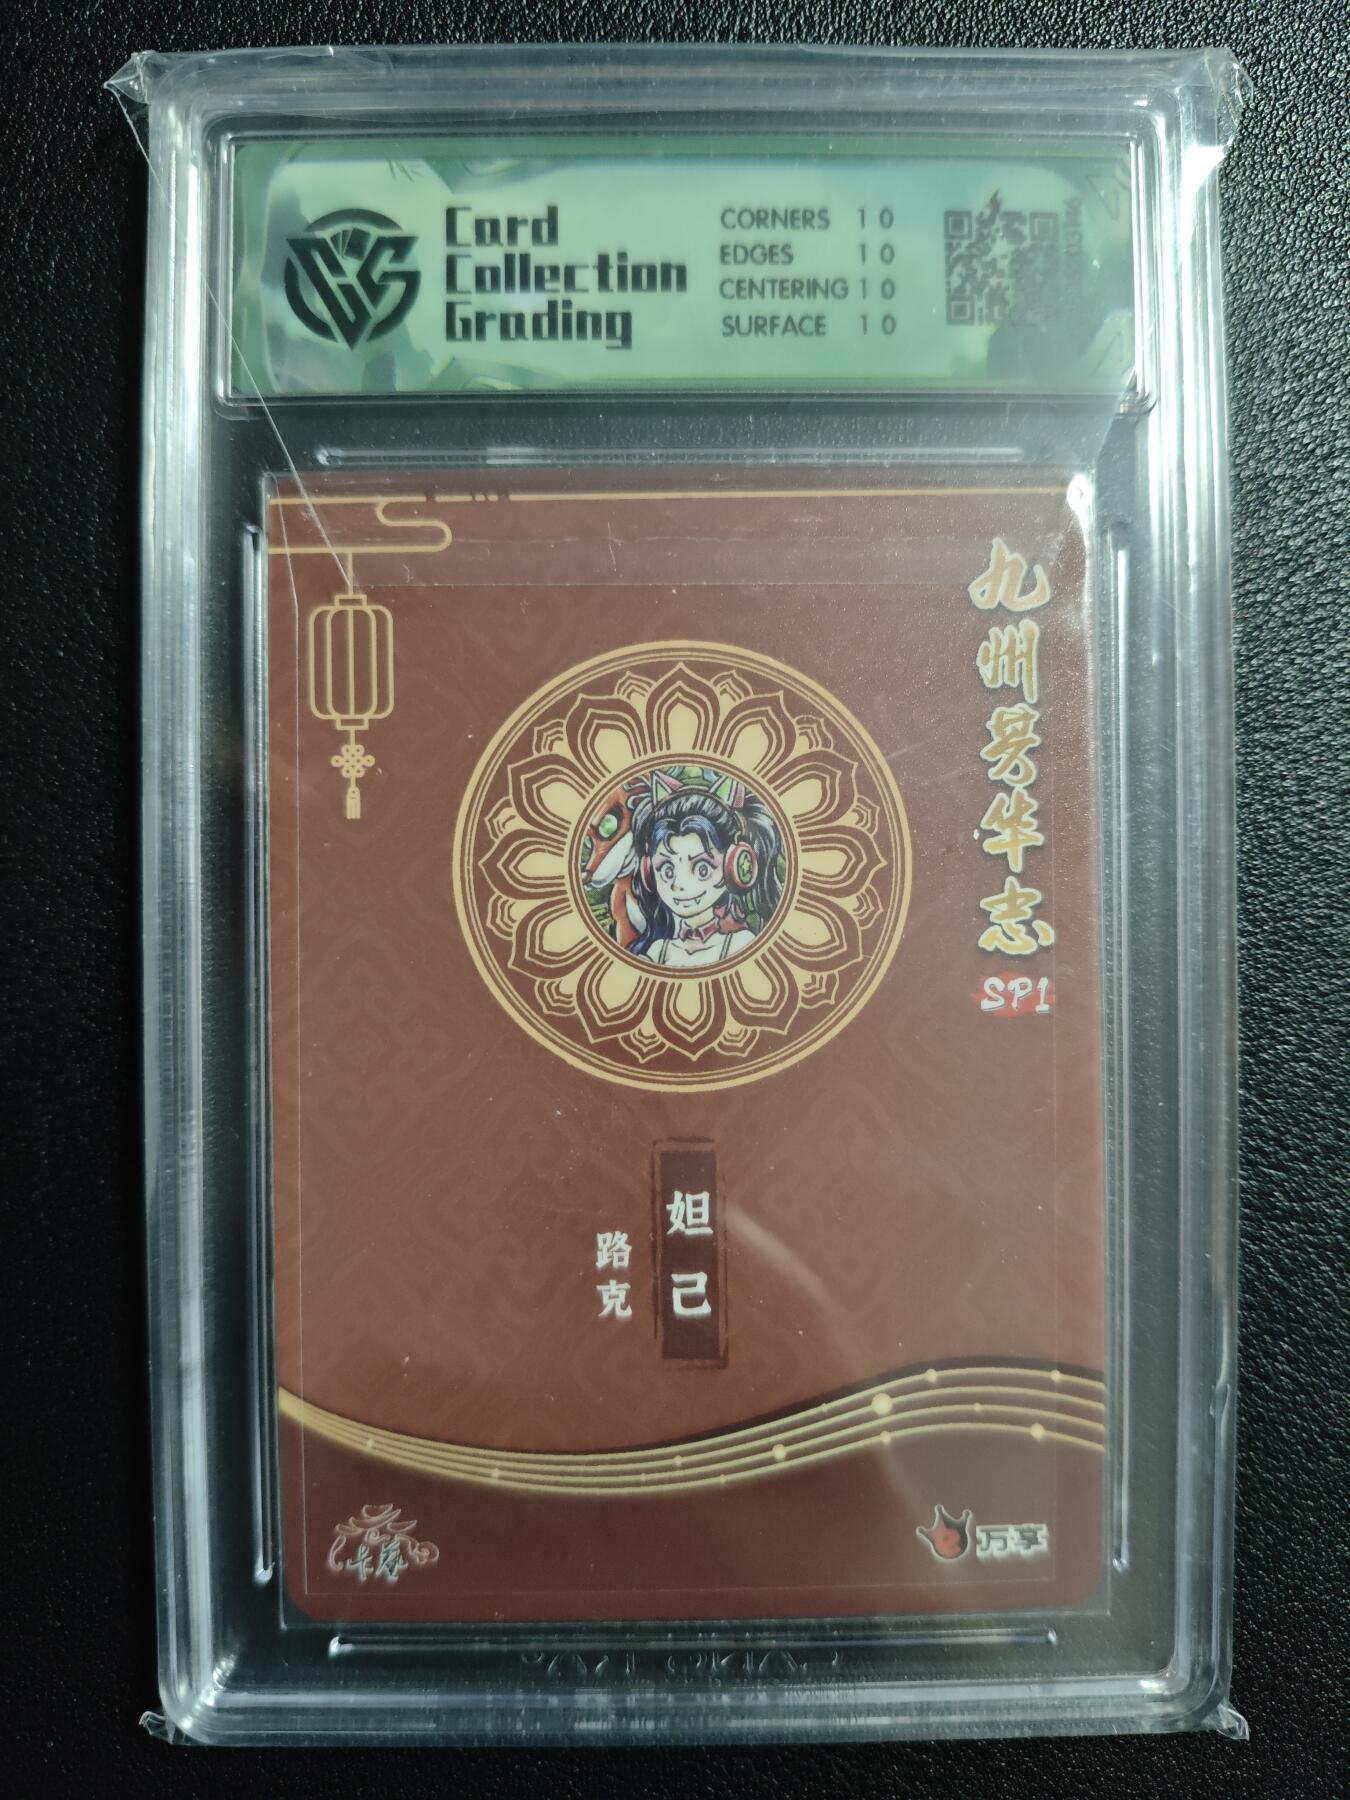 Card
Collection
Grading
CORNERS 10
EDGES 10
CENTERING 10
SURFACE 10
九州芳华志
SP1
妲己
路克
万享